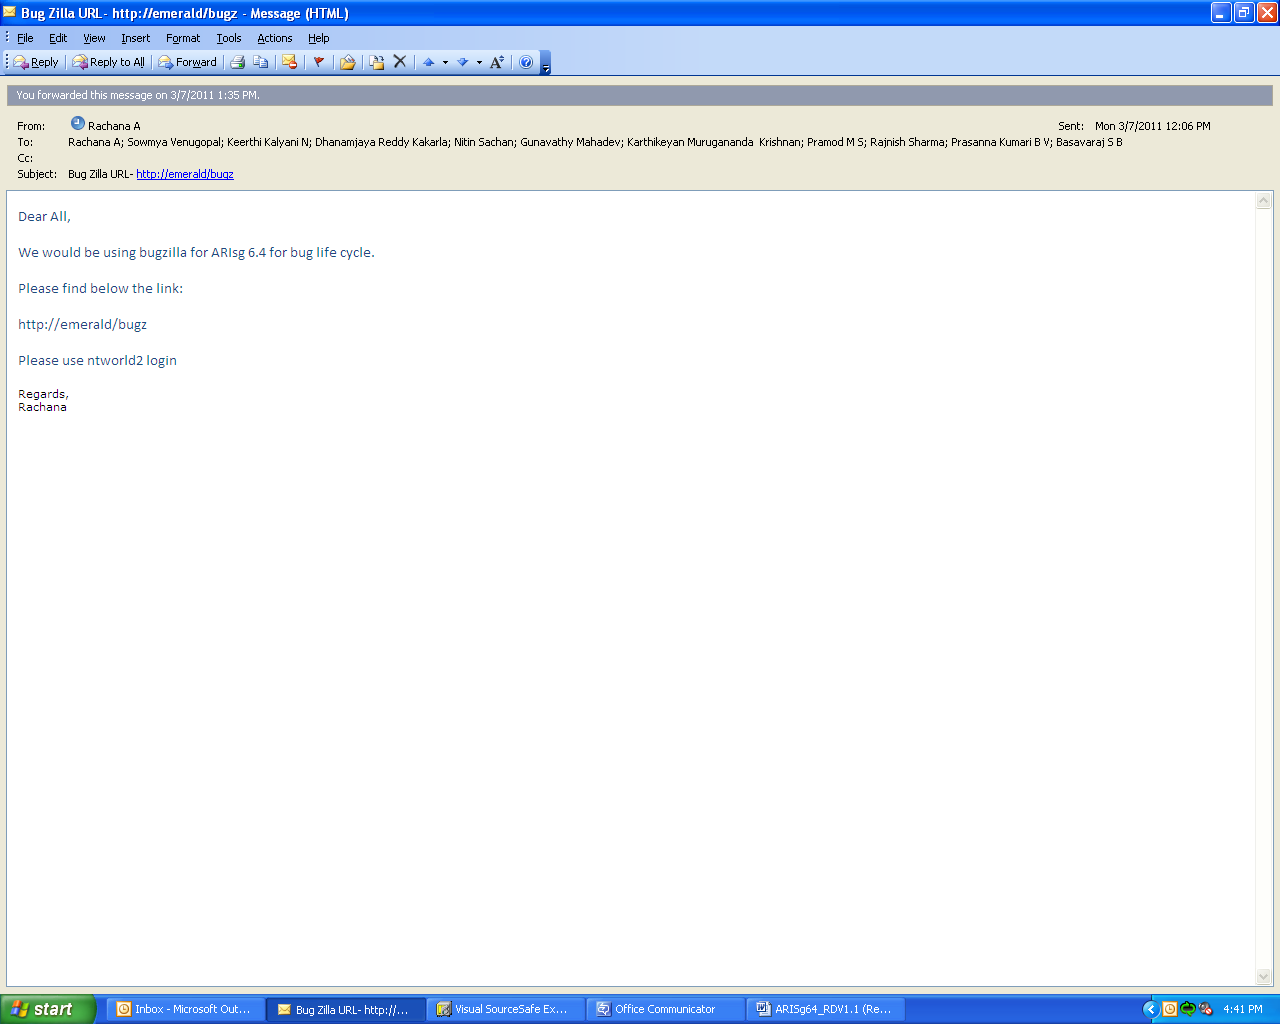 Bug Zilla URL- http://emerald/bugz - Message (HTML)
File Edit View Insert Format Tools Actions Help
Reply Reply to All Forward
You forwarded this message on 3/7/2011 1:35 PM.
From: Rachana A Sent: Mon 3/7/2011 12:06 PM
To: Rachana A; Sowmya Venugopal; Keerthi Kalyani N; Dhanamjaya Reddy Kakarla; Nitin Sachan; Gunavathy Mahadev; Karthikeyan Murugananda Krishnan; Pramod M S; Rajnish Sharma; Prasanna Kumari B V; Basavaraj S B
Cc:
Subject: Bug Zilla URL- http://emerald/bugz
Dear All,
We would be using bugzilla for ARIsg 6.4 for bug life cycle.
Please find below the link:
http://emerald/bugz
Please use ntworld2 login
Regards,
Rachana
start Inbox - Microsoft Out... Bug Zilla URL- http://... Visual SourceSafe Ex... Office Communicator ARISg64_RDV1.1 (Re... 4:41 PM